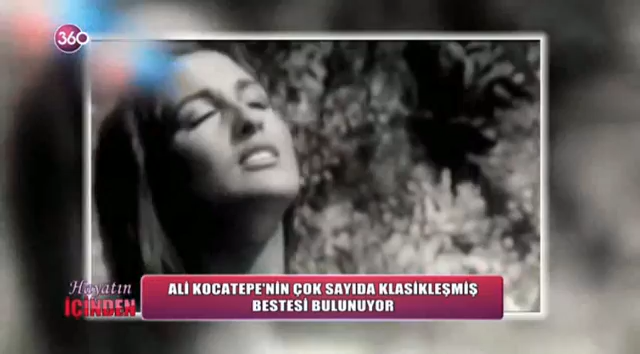 360
Hayatın
İÇİNDEN
ALİ KOCATEPE'NİN ÇOK SAYIDA KLASİKLEŞMİŞ
BESTESİ BULUNUYOR